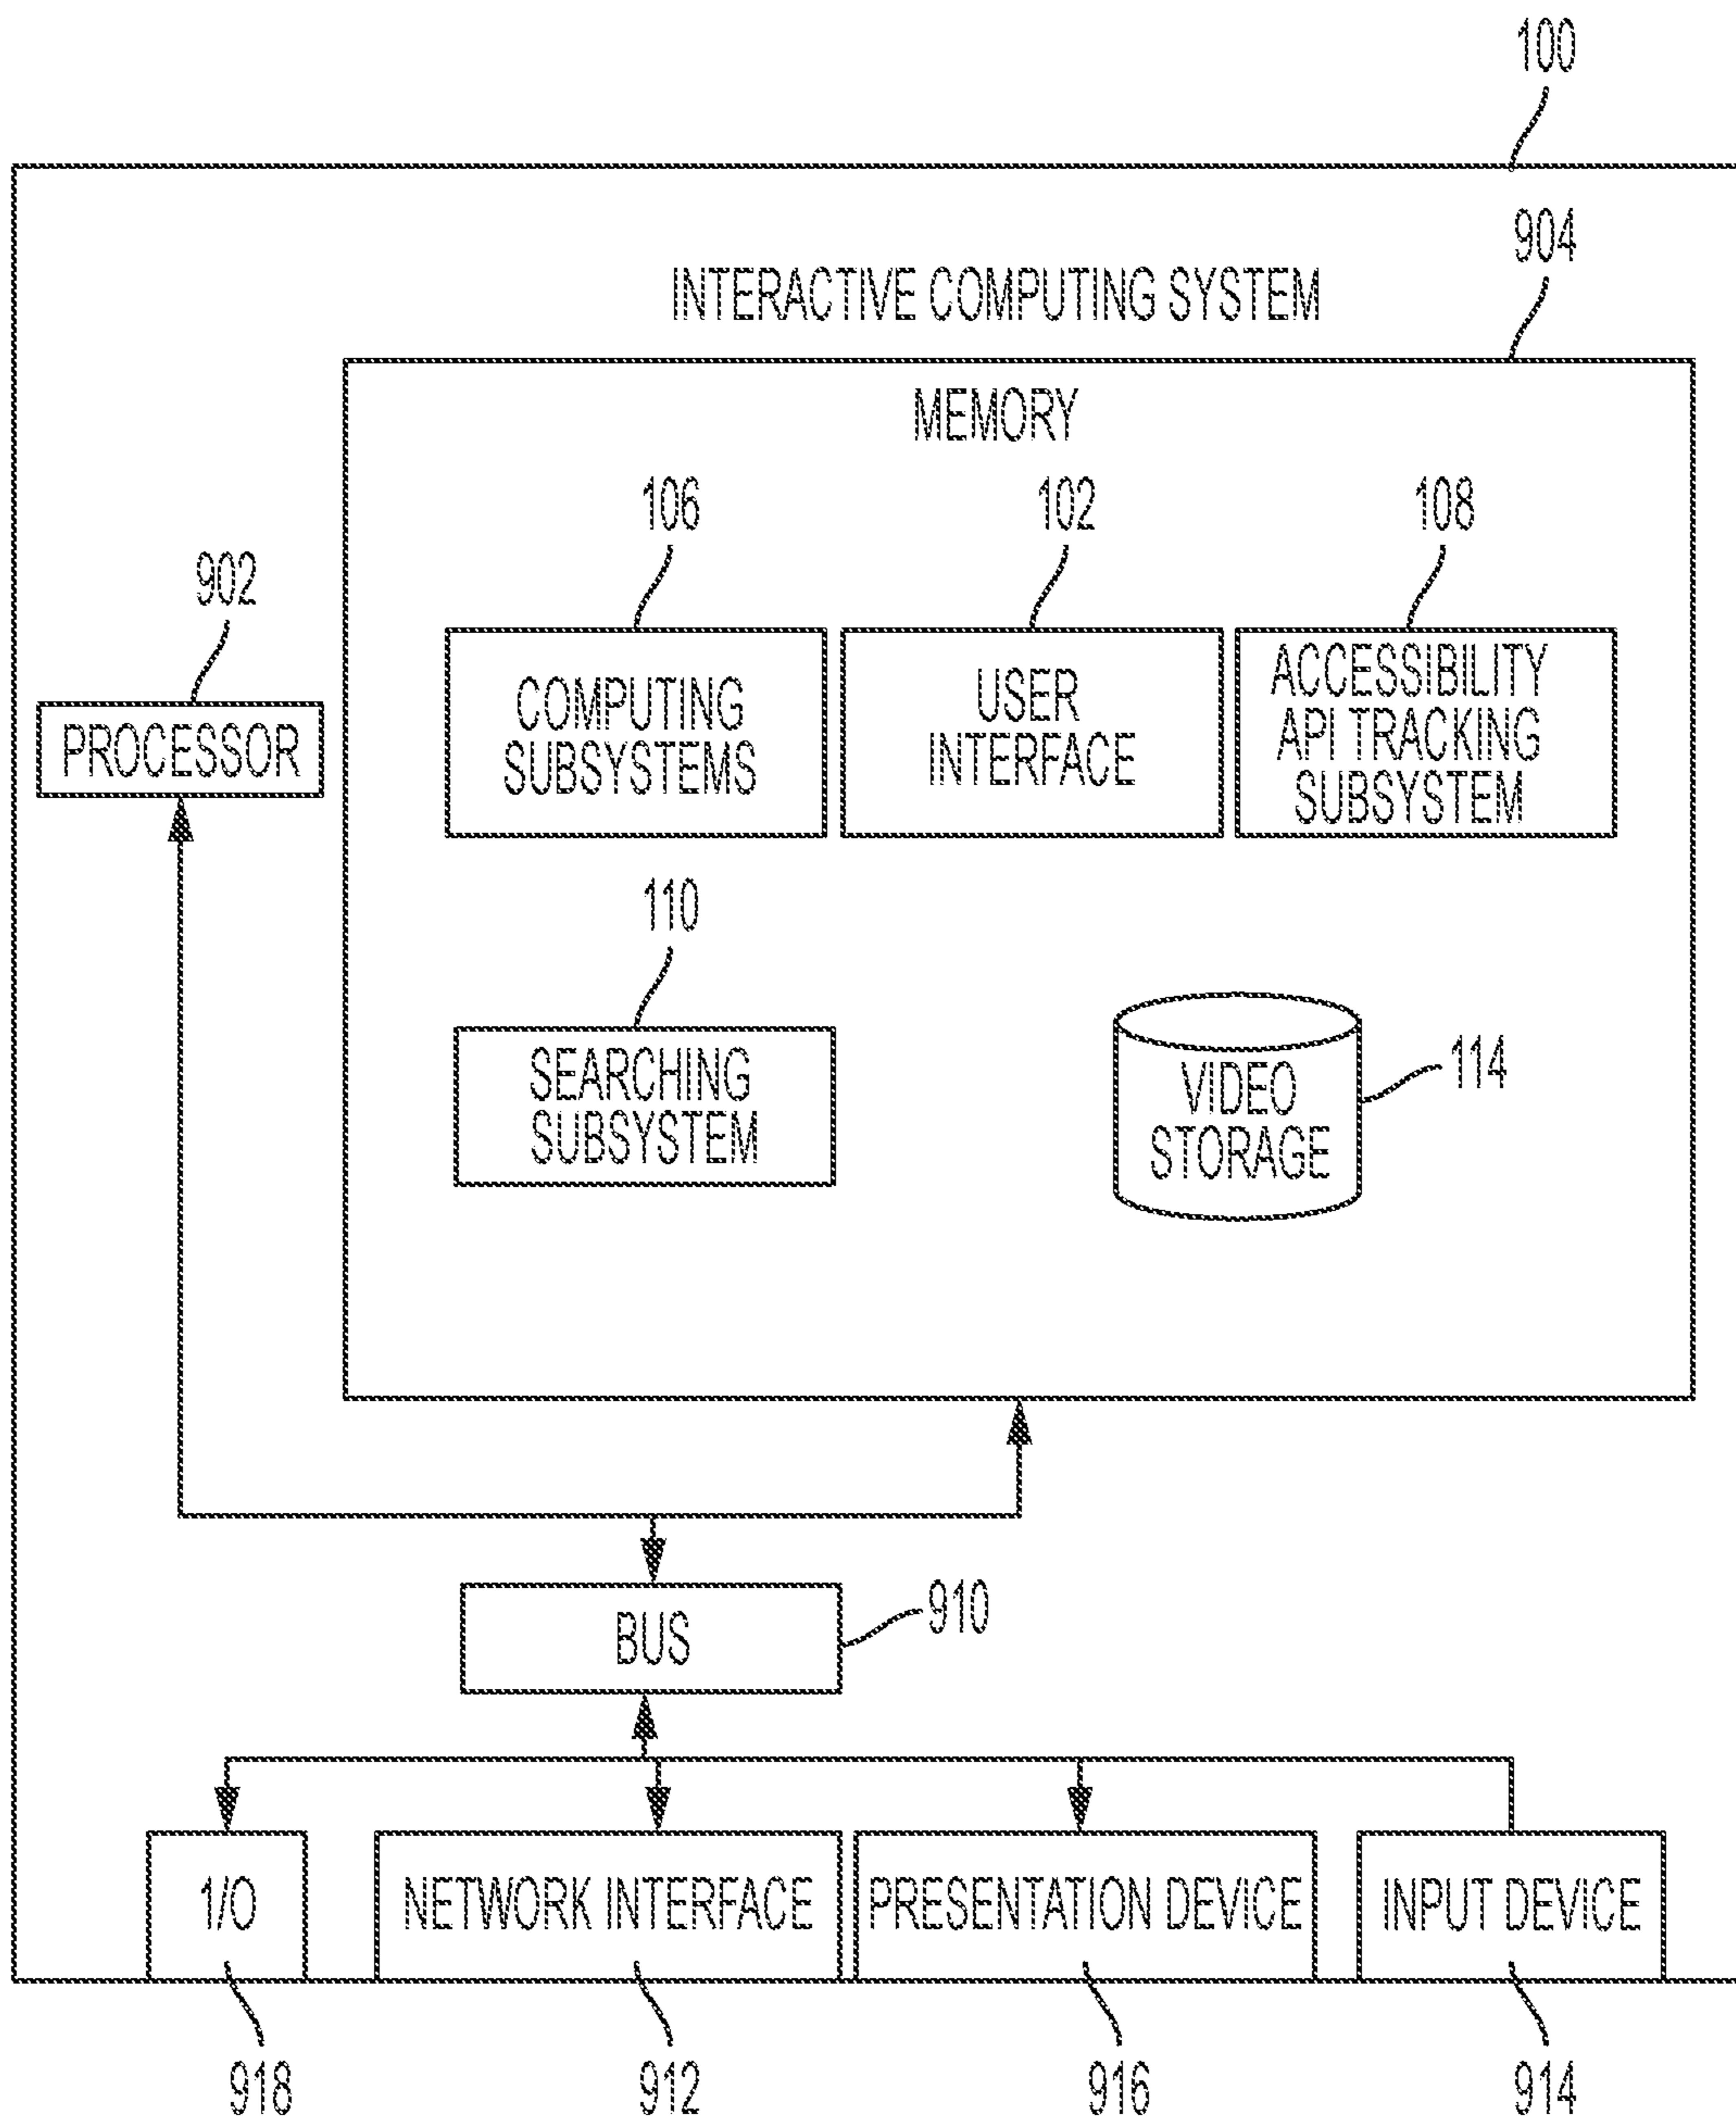 100
904
INTERACTIVE COMPUTING SYSTEM
MEMORY
106
102
108
902
PROCESSOR
COMPUTING
SUBSYSTEMS
USER
INTERFACE
ACCESSIBILITY
API TRACKING
SUBSYSTEM
110
SEARCHING
SUBSYSTEM
VIDEO
STORAGE
114
BUS
910
1/O
NETWORK INTERFACE
PRESENTATION DEVICE
INPUT DEVICE
918
912
916
914